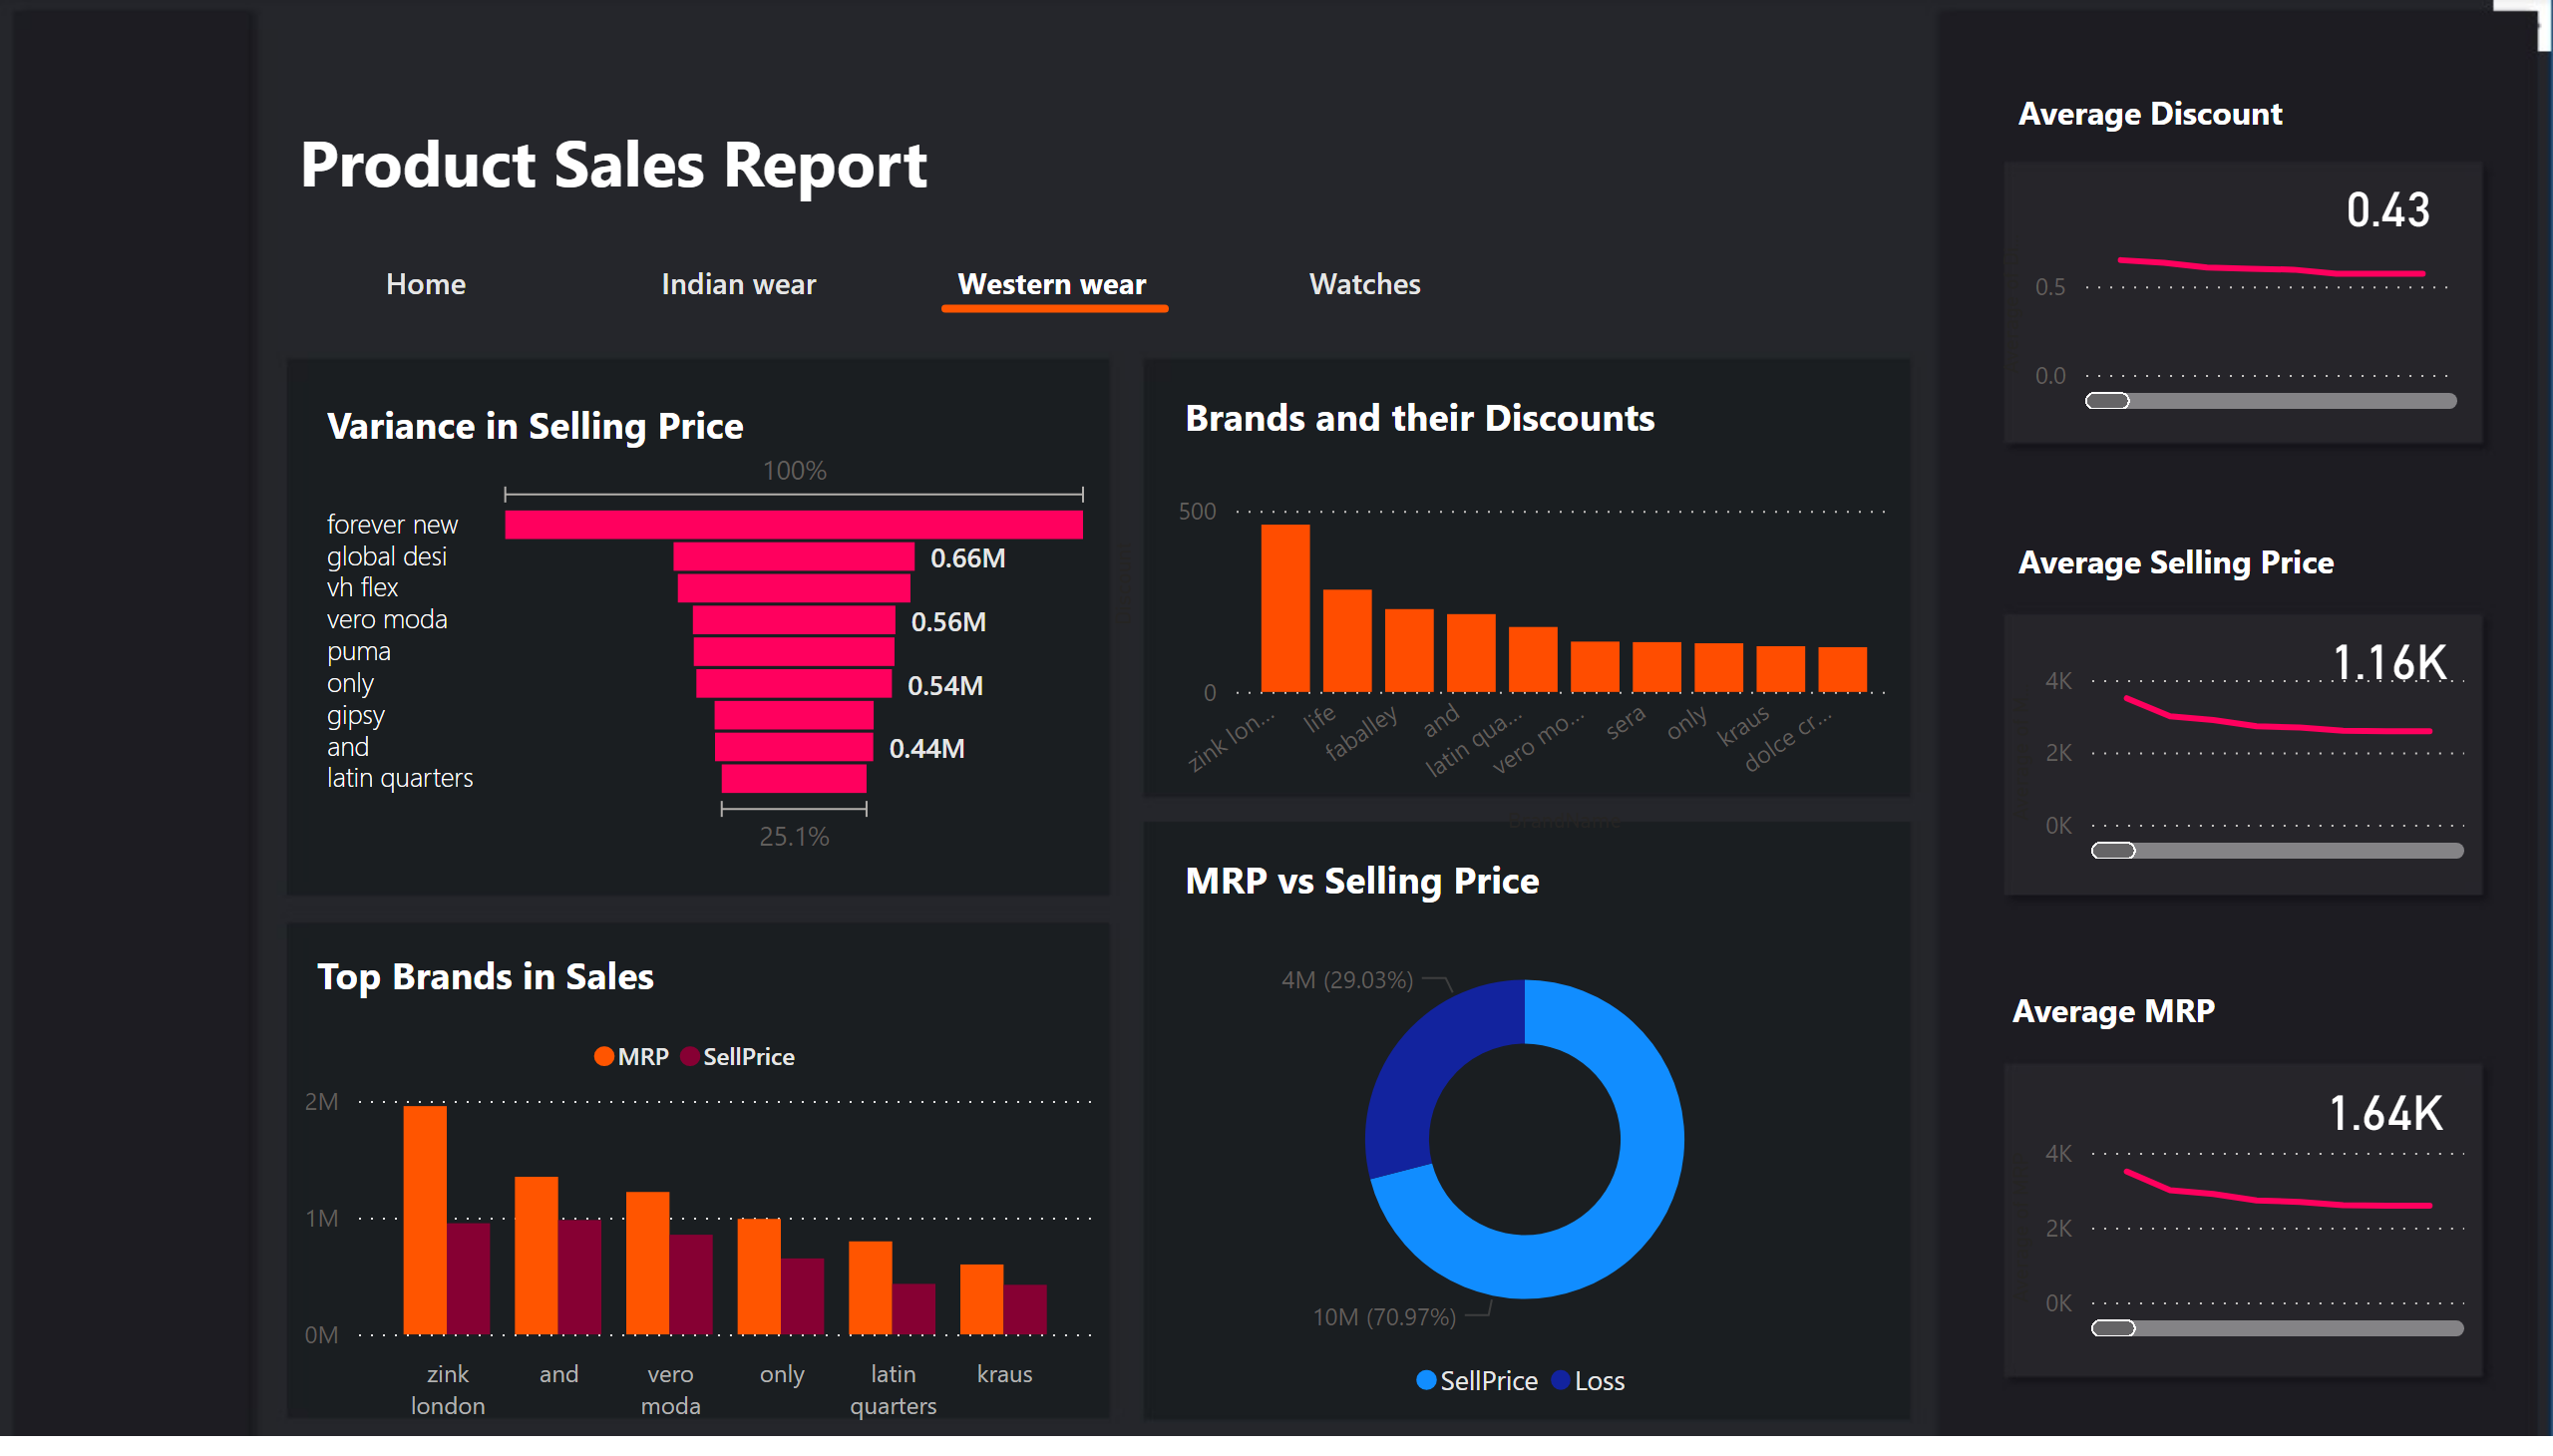 Product Sales Report
Home
Indian wear
Western wear
Watches
Variance in Selling Price
100%
forever new
global desi
0.66M
vh flex
vero moda
0.56M
puma
only
0.54M
gipsy
and
0.44M
latin quarters
25.1%
Top Brands in Sales
MRP
SellPrice
2M
1M
0M
zink
london
and
vero
moda
only
latin
quarters
kraus
Brands and their Discounts
500
0
zink lon...
life
faballey
and
latin qua...
vero mo...
sera
only
kraus
dolce cr...
MRP vs Selling Price
4M (29.03%)
10M (70.97%)
SellPrice
Loss
Average Discount
0.43
0.5
0.0
Average Selling Price
1.16K
4K
2K
0K
Average MRP
1.64K
4K
2K
0K